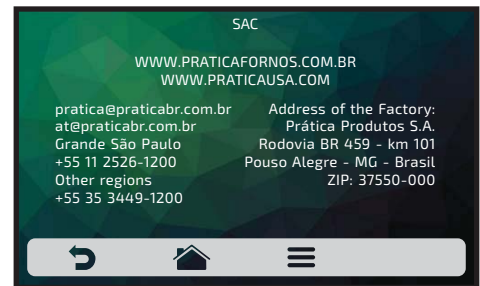 SAC
WWW.PRATICAFORNOS.COM.BR
WWW.PRATICAUSA.COM
pratica@praticabr.com.br
at@praticabr.com.br
Grande São Paulo
+55 11 2526-1200
Other regions
+55 35 3449-1200
Address of the Factory:
Prática Produtos S.A.
Rodovia BR 459 - km 101
Pouso Alegre - MG - Brasil
ZIP: 37550-000